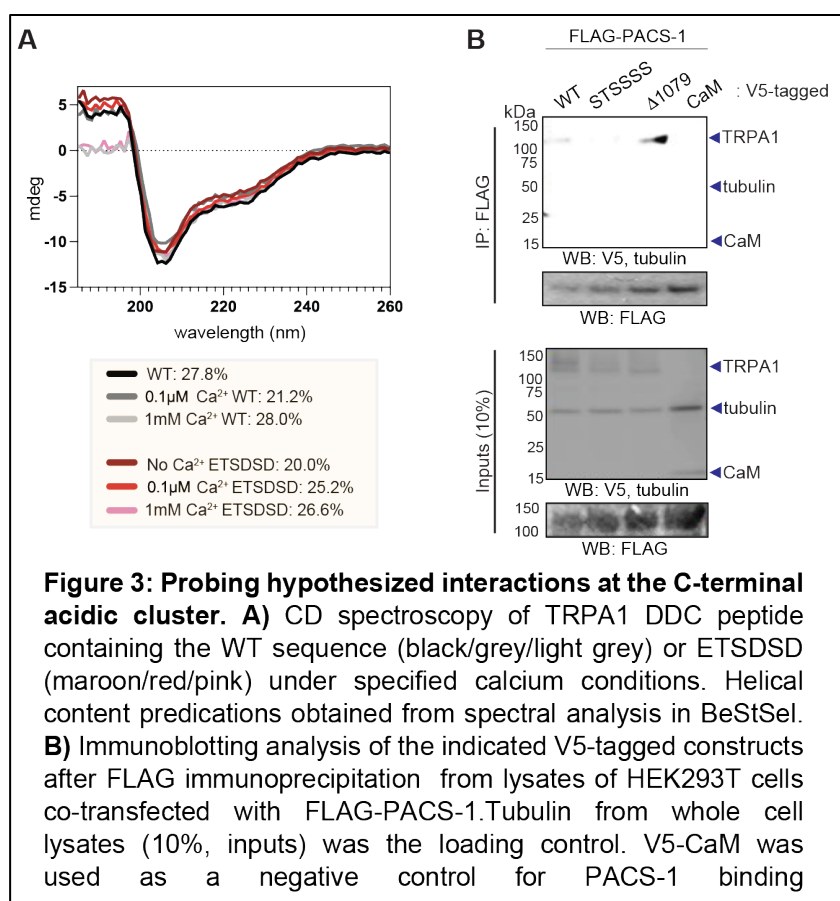 A
5
0
-5
-10
-15
mdeg
200
220
240
260
wavelength (nm)
WT: 27.8%
0.1µM Ca²⁺ WT: 21.2%
1mM Ca²⁺ WT: 28.0%
No Ca²⁺ ETSDSD: 20.0%
0.1µM Ca²⁺ ETSDSD: 25.2%
1mM Ca²⁺ ETSDSD: 26.6%
B
FLAG-PACS-1
WT STSSSS Δ1079 CaM : V5-tagged
kDa
150
100
75
50
25
15
IP: FLAG
TRPA1
tubulin
CaM
WB: V5, tubulin
WB: FLAG
150
100
75
50
25
15
Inputs (10%)
TRPA1
tubulin
CaM
WB: V5, tubulin
150
100
WB: FLAG
Figure 3: Probing hypothesized interactions at the C-terminal
acidic cluster. A) CD spectroscopy of TRPA1 DDC peptide
containing the WT sequence (black/grey/light grey) or ETSDSD
(maroon/red/pink) under specified calcium conditions. Helical
content predications obtained from spectral analysis in BeStSel.
B) Immunoblotting analysis of the indicated V5-tagged constructs
after FLAG immunoprecipitation from lysates of HEK293T cells
co-transfected with FLAG-PACS-1.Tubulin from whole cell
lysates (10%, inputs) was the loading control. V5-CaM was
used as a negative control for PACS-1 binding